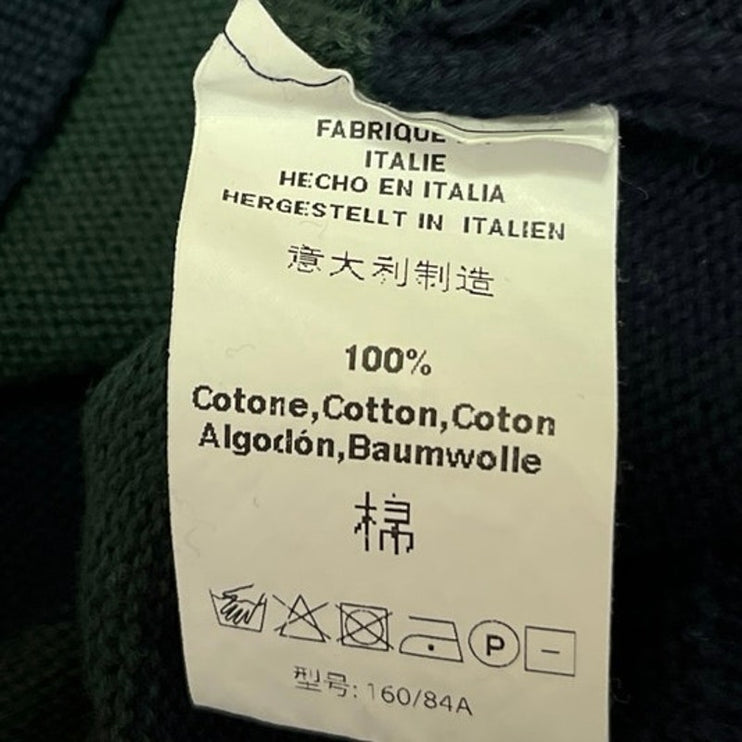 FABRIQUE
ITALIE
HECHO EN ITALIA
HERGESTELLT IN ITALIEN
意大利制造
100%
Cotone,Cotton,Coton
Algodón,Baumwolle
棉
P
型号: 160/84A